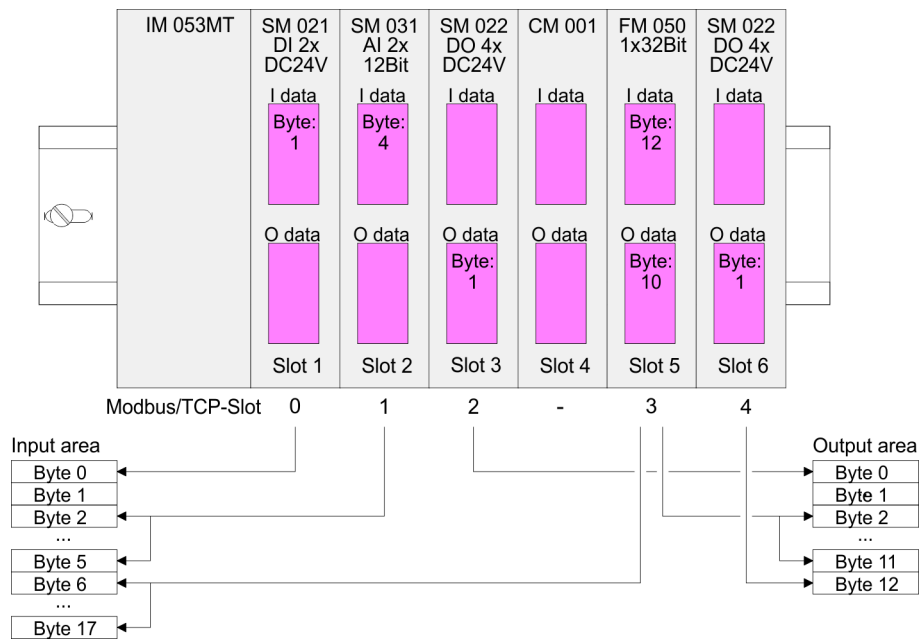 IM 053MT
SM 021
DI 2x
DC24V
SM 031
AI 2x
12Bit
SM 022
DO 4x
DC24V
CM 001
FM 050
1x32Bit
SM 022
DO 4x
DC24V
I data
I data
I data
I data
I data
I data
Byte:
1
Byte:
4
Byte:
12
O data
O data
O data
O data
O data
O data
Byte:
1
Byte:
10
Byte:
1
Slot 1
Slot 2
Slot 3
Slot 4
Slot 5
Slot 6
Modbus/TCP-Slot 0 1 2 - 3 4
Input area
Byte 0
Byte 1
Byte 2
...
Byte 5
Byte 6
...
Byte 17
Output area
Byte 0
Byte 1
Byte 2
...
Byte 11
Byte 12